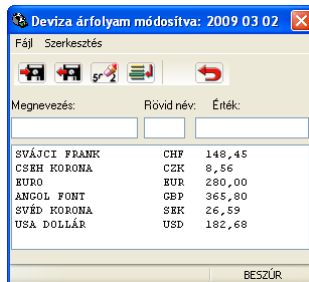 Deviza árfolyam módosítva: 2009 03 02
Fájl Szerkesztés
Megnevezés: Rövid név: Érték:
SVÁJCI FRANK CHF 148,45
CSEH KORONA CZK 8,56
EURO EUR 280,00
ANGOL FONT GBP 365,80
SVÉD KORONA SEK 26,59
USA DOLLÁR USD 182,68
BESZÚR